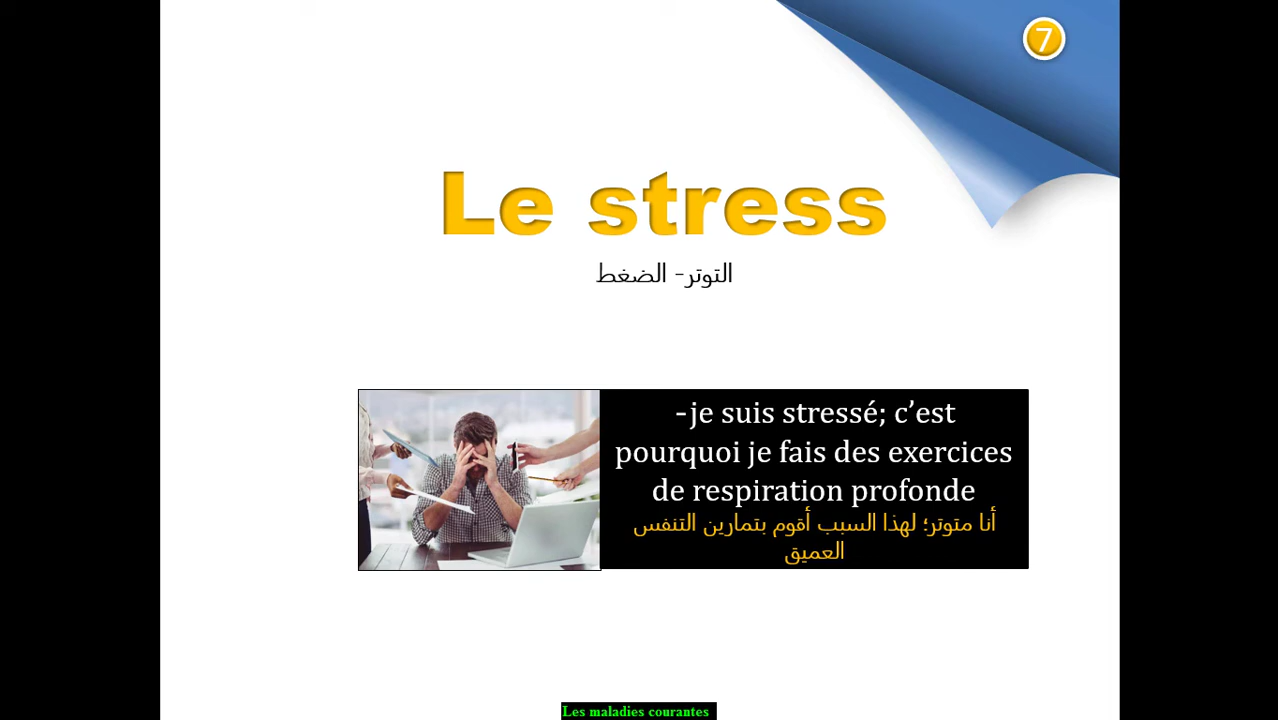 7
Le stress
التوتر- الضغط
-je suis stressé; c’est
pourquoi je fais des exercices
de respiration profonde
أنا متوتر؛ لهذا السبب أقوم بتمارين التنفس
العميق
Les maladies courantes